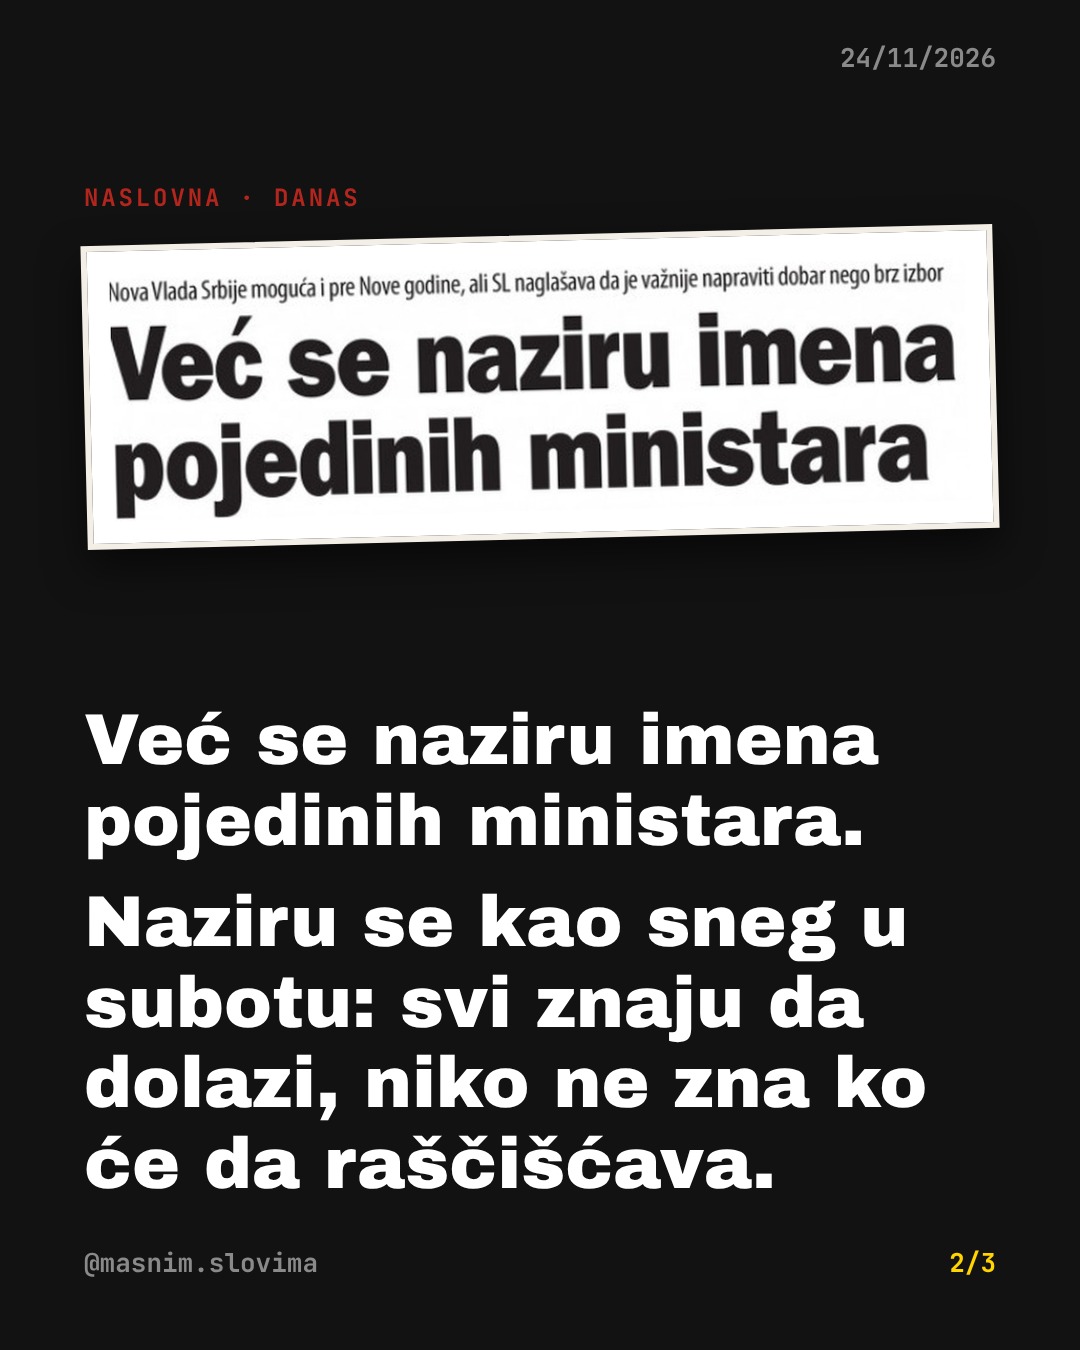 24/11/2026
NASLOVNA · DANAS
Nova Vlada Srbije moguća i pre Nove godine, ali SL naglašava da je važnije napraviti dobar nego brz izbor
Već se naziru imena
pojedinih ministara
Već se naziru imena
pojedinih ministara.
Naziru se kao sneg u
subotu: svi znaju da
dolazi, niko ne zna ko
će da raščišćava.
@masnim.slovima
2/3